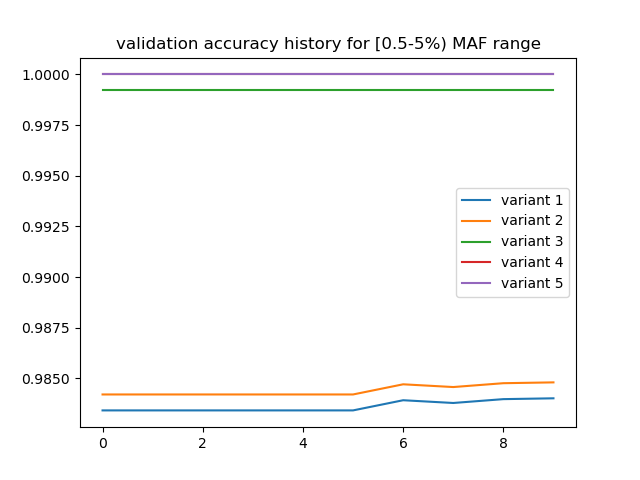 validation accuracy history for [0.5-5%) MAF range
1.0000
0.9975
0.9950
0.9925
0.9900
0.9875
0.9850
variant 1
variant 2
variant 3
variant 4
variant 5
0 2 4 6 8